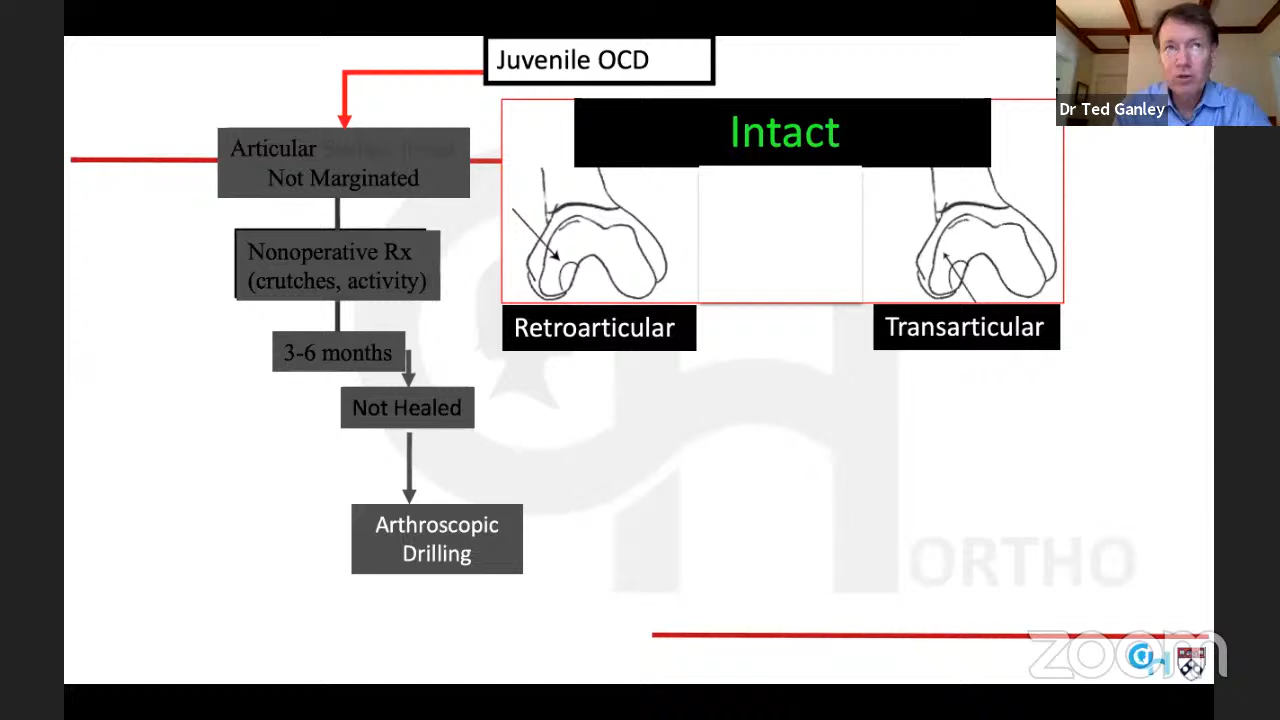 Juvenile OCD
Dr Ted Ganley
Intact
Articular
Not Marginated
Nonoperative Rx
(crutches, activity)
Retroarticular
Transarticular
3-6 months
Not Healed
Arthroscopic
Drilling
ORTHO
zoom